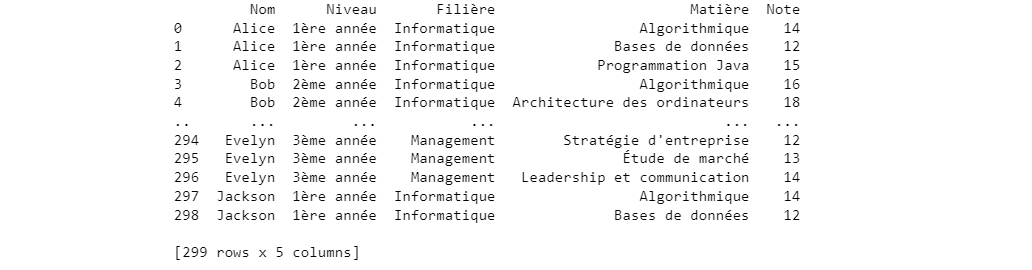 Nom Niveau Filière Matière Note
0 Alice 1ère année Informatique Algorithmique 14
1 Alice 1ère année Informatique Bases de données 12
2 Alice 1ère année Informatique Programmation Java 15
3 Bob 2ème année Informatique Algorithmique 16
4 Bob 2ème année Informatique Architecture des ordinateurs 18
.. ... ... ... ... ...
294 Evelyn 3ème année Management Stratégie d'entreprise 12
295 Evelyn 3ème année Management Étude de marché 13
296 Evelyn 3ème année Management Leadership et communication 14
297 Jackson 1ère année Informatique Algorithmique 14
298 Jackson 1ère année Informatique Bases de données 12
[299 rows x 5 columns]